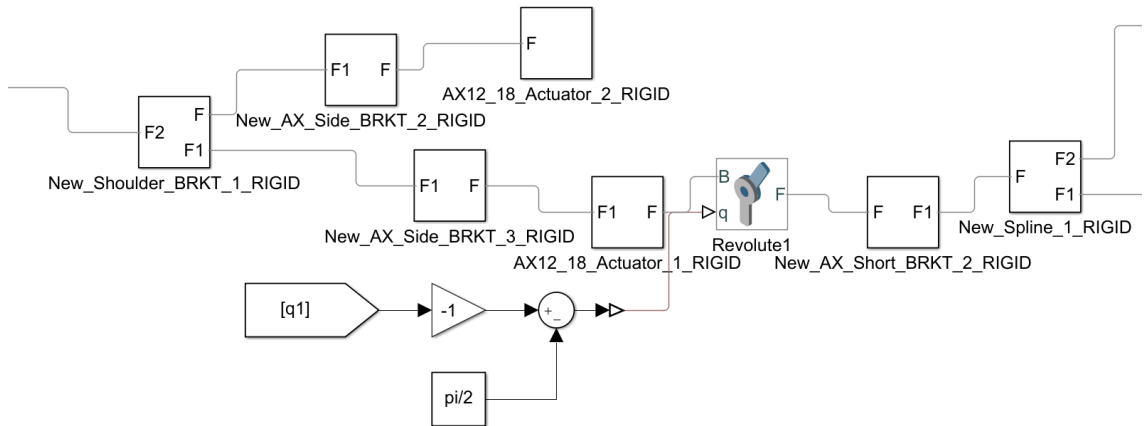 F
AX12_18_Actuator_2_RIGID
F1 F
New_AX_Side_BRKT_2_RIGID
F2 F F1
New_Shoulder_BRKT_1_RIGID
F1 F
New_AX_Side_BRKT_3_RIGID
F1 F
AX12_18_Actuator_1_RIGID
B q F
Revolute1
F F1
New_AX_Short_BRKT_2_RIGID
F F2 F1
New_Spline_1_RIGID
[q1]
-1
+ −
pi/2